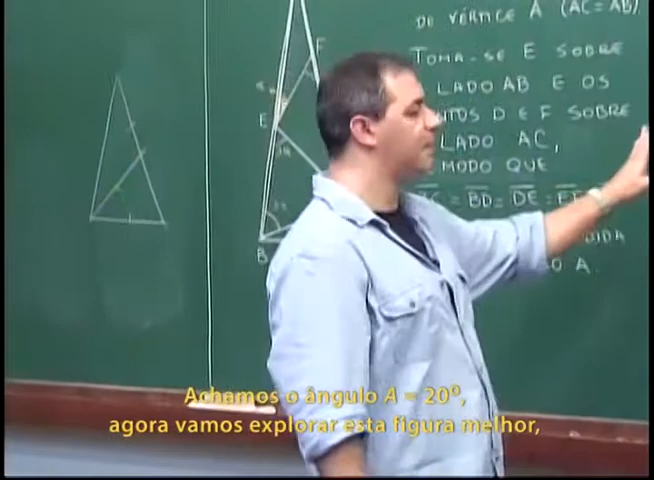 DE VÉRTICE A (AC=AB)
TOMA-SE E SOBRE
LADO AB E OS
D E F SOBRE
LADO AC,
MODO QUE
= BD = DE = EF
A.
F
E
B
Achamos o ângulo A = 20º,
agora vamos explorar esta figura melhor,